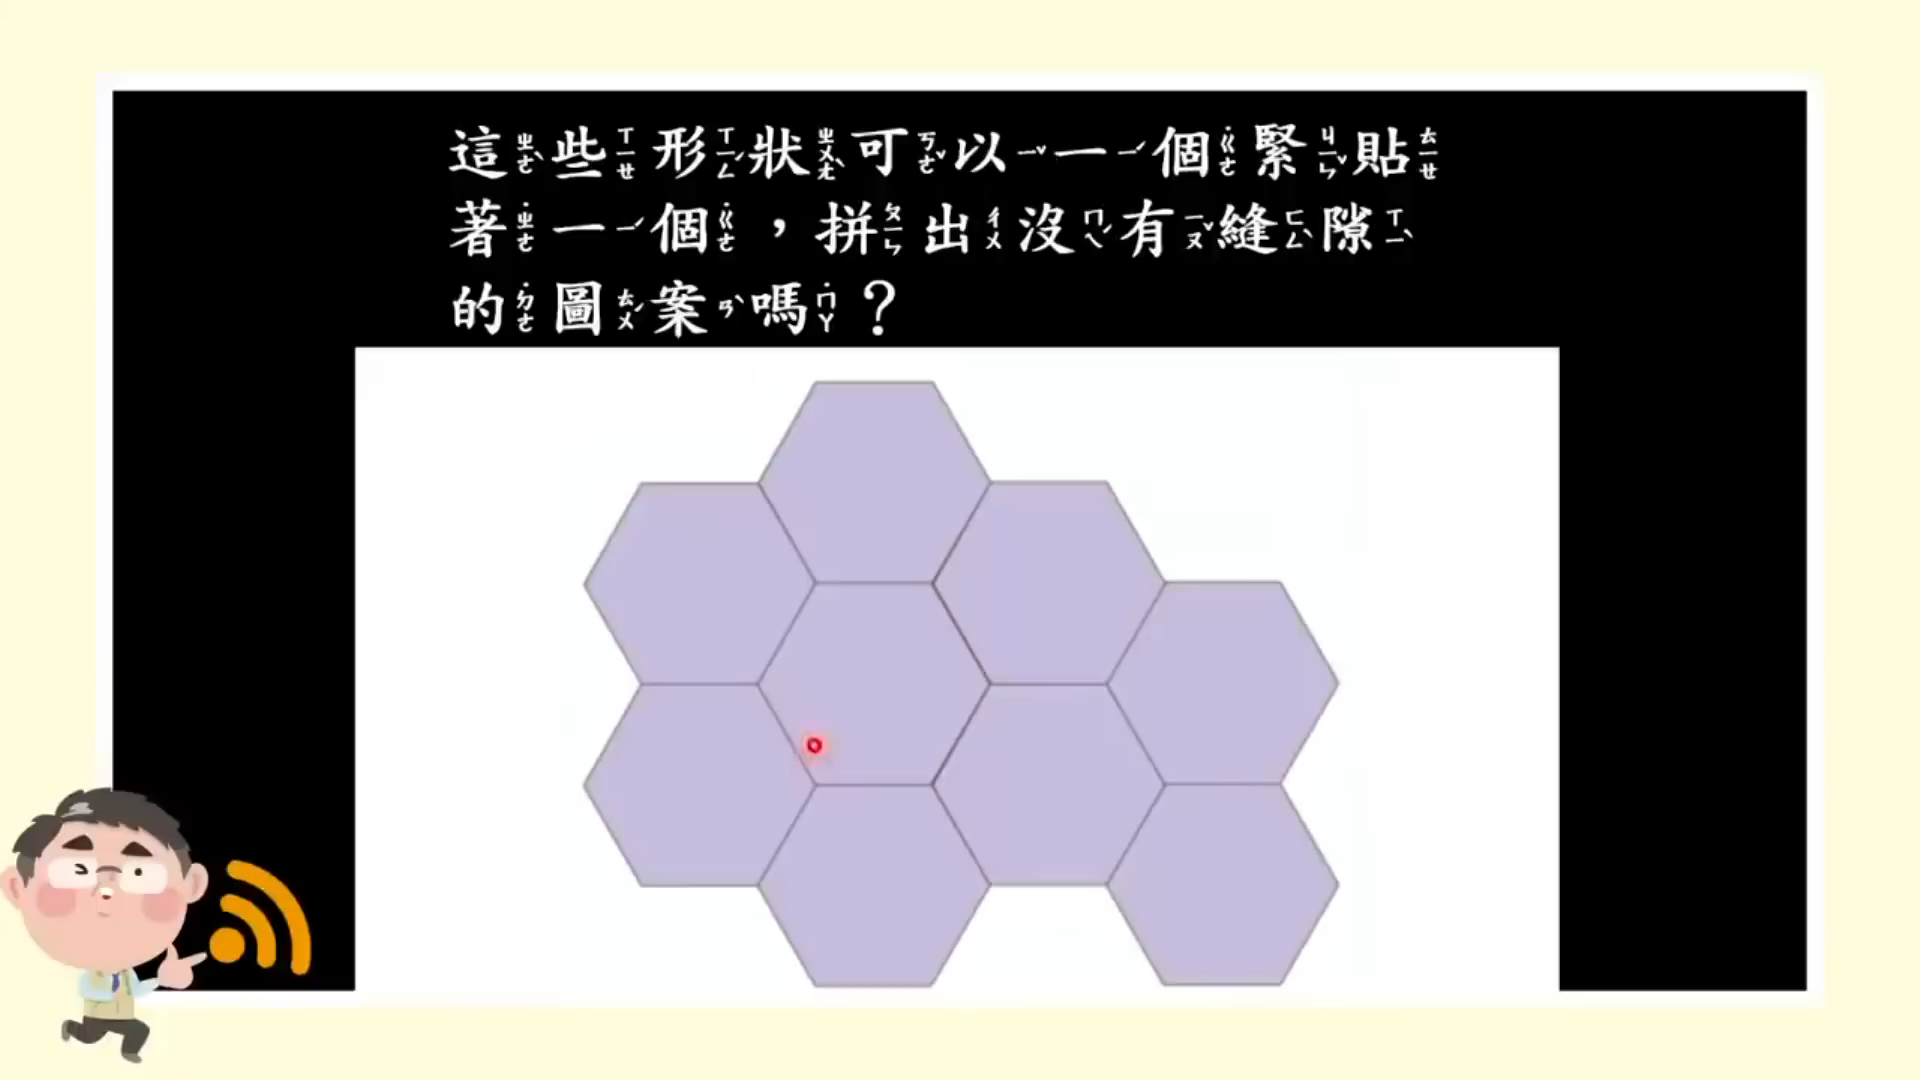 這些形狀可以一個緊貼
著一個，拼出沒有縫隙
的圖案嗎？